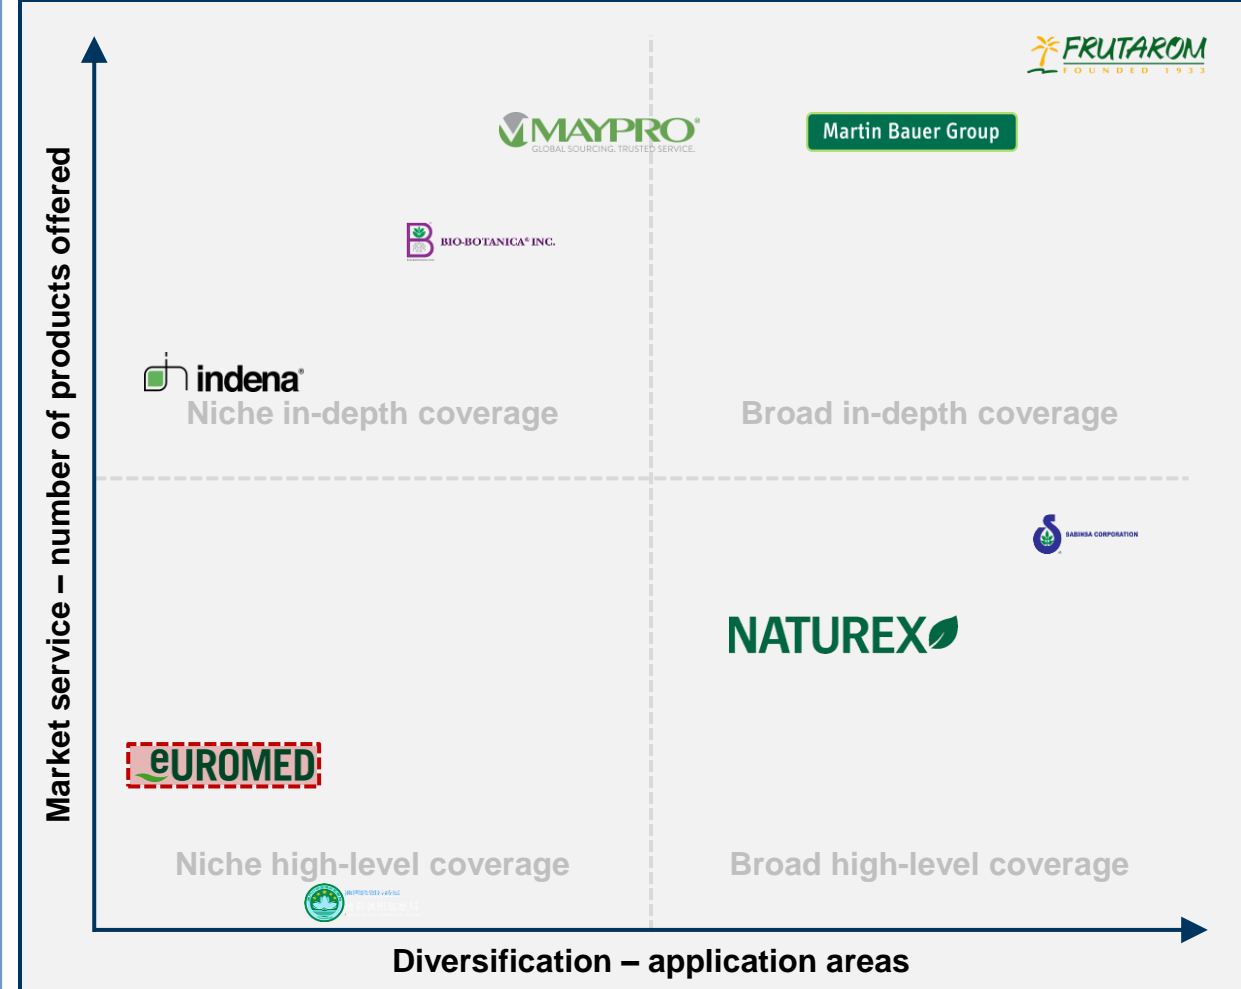 FRUTAROM
FOUNDED 1933
MAYPRO®
GLOBAL SOURCING. TRUSTED SERVICE.
Martin Bauer Group
BIO-BOTANICA® INC.
indena®
Niche in-depth coverage
Broad in-depth coverage
SABINSA CORPORATION
NATUREX
eUROMED
Niche high-level coverage
Broad high-level coverage
Market service – number of products offered
Diversification – application areas